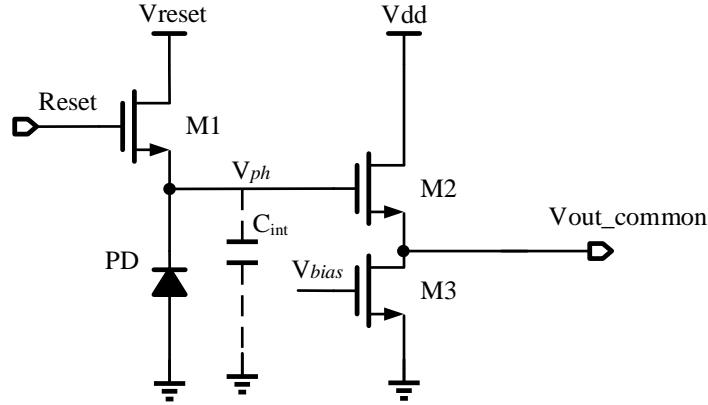 Vreset
Vdd
Reset
M1
Vph
M2
Cint
Vout_common
PD
Vbias
M3